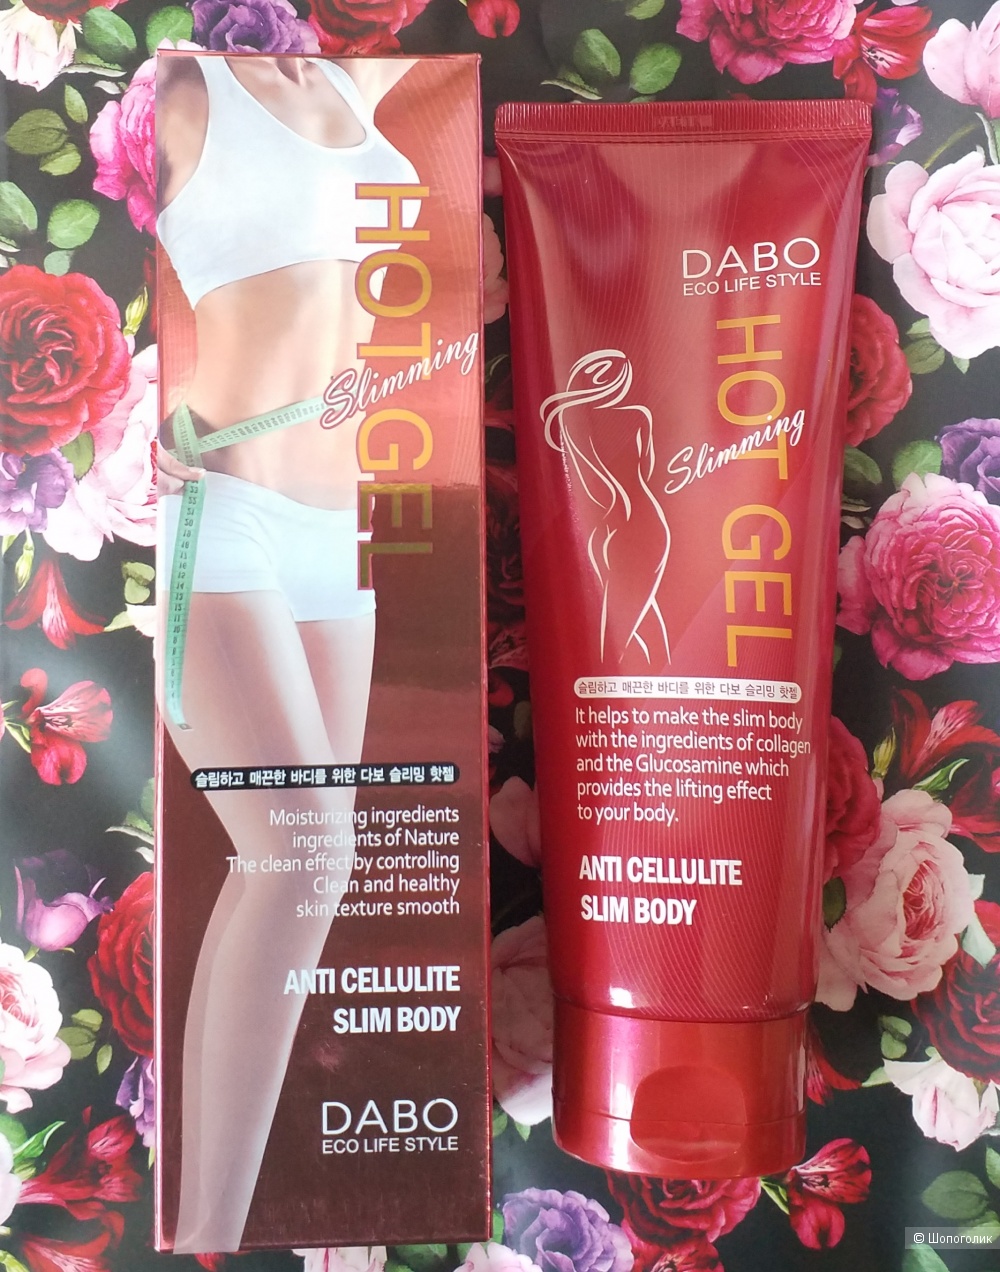 HOT GEL
Slimming
슬림하고 매끈한 바디를 위한 다보 슬리밍 핫젤
Moisturizing ingredients
ingredients of Nature
The clean effect by controlling
Clean and healthy
skin texture smooth
ANTI CELLULITE
SLIM BODY
DABO
ECO LIFE STYLE
DABO
ECO LIFE STYLE
HOT GEL
Slimming
슬림하고 매끈한 바디를 위한 다보 슬리밍 핫젤
It helps to make the slim body
with the ingredients of collagen
and the Glucosamine which
provides the lifting effect
to your body.
ANTI CELLULITE
SLIM BODY
© Шопоголик